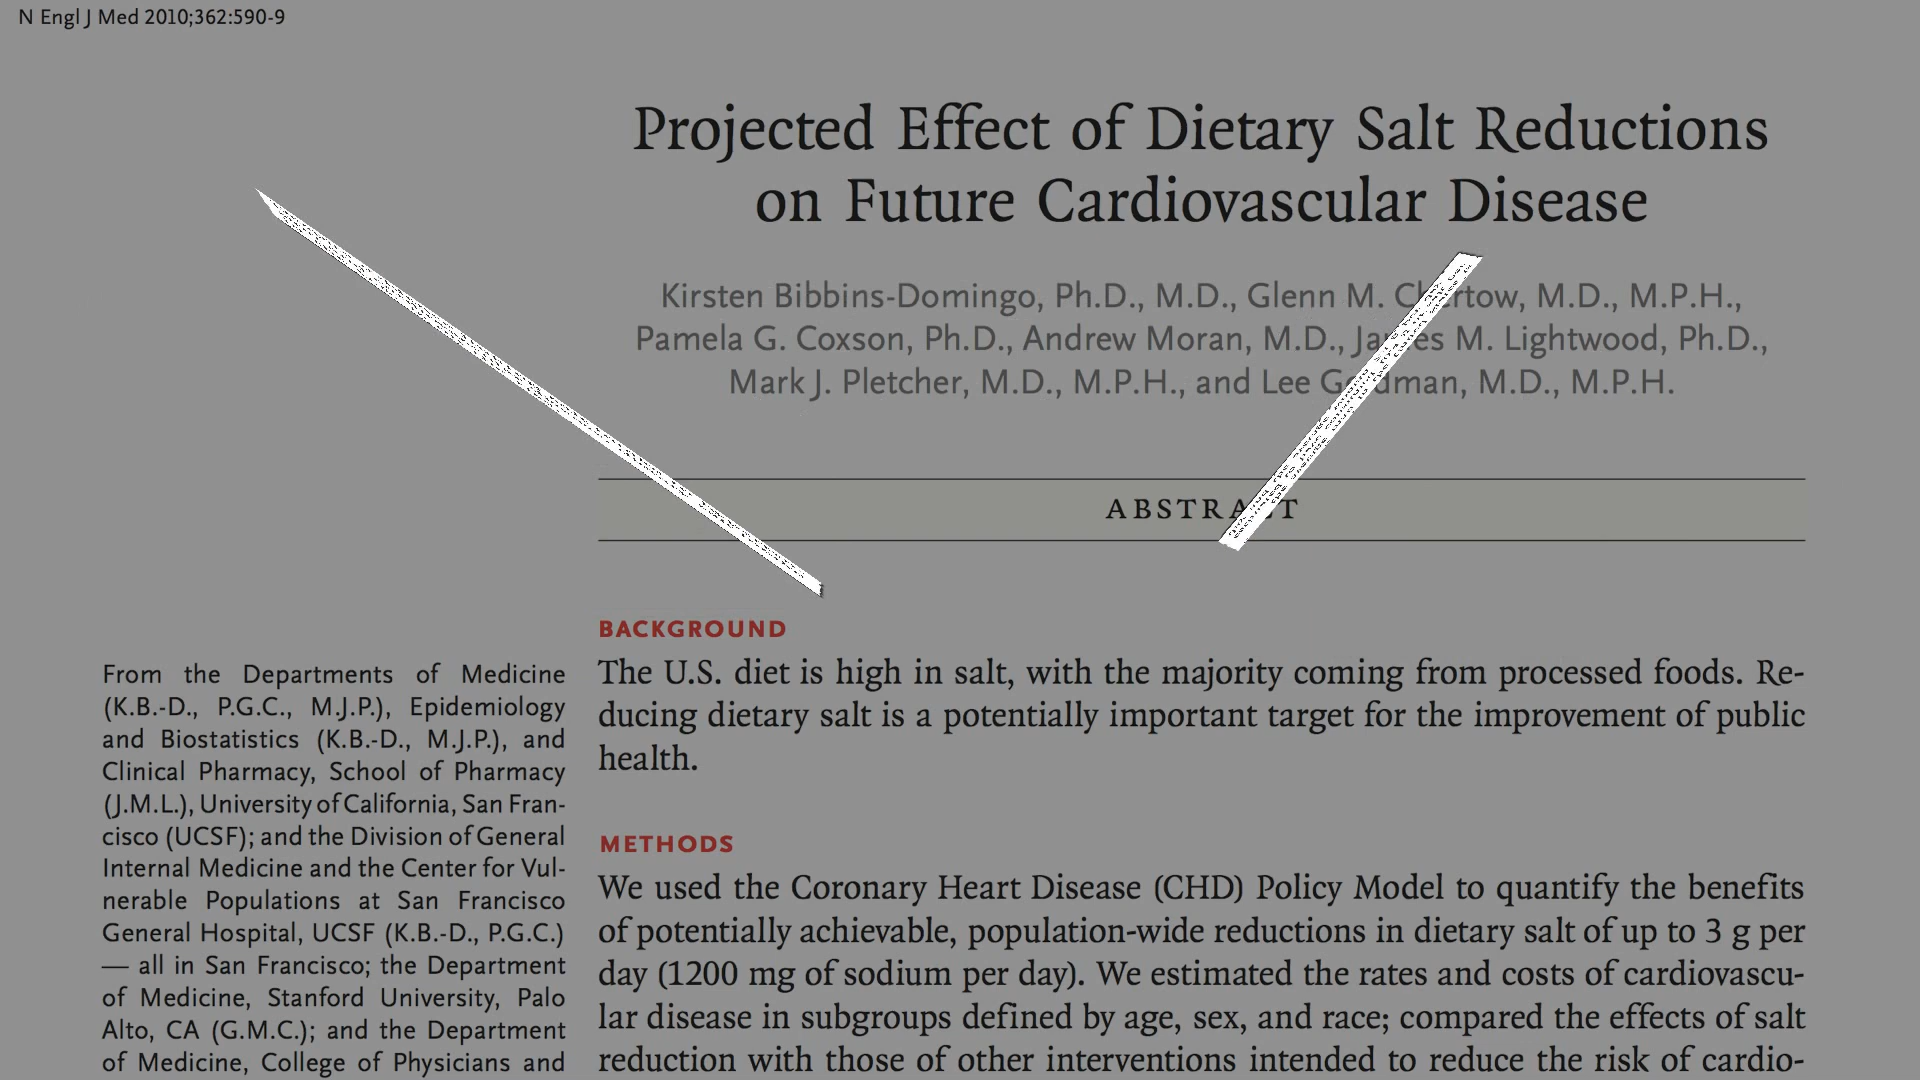 N Engl J Med 2010;362:590-9
Projected Effect of Dietary Salt Reductions
on Future Cardiovascular Disease
Kirsten Bibbins-Domingo, Ph.D., M.D., Glenn M. Chertow, M.D., M.P.H.,
Pamela G. Coxson, Ph.D., Andrew Moran, M.D., James M. Lightwood, Ph.D.,
Mark J. Pletcher, M.D., M.P.H., and Lee Goldman, M.D., M.P.H.
ABSTRACT
BACKGROUND
The U.S. diet is high in salt, with the majority coming from processed foods. Re-
ducing dietary salt is a potentially important target for the improvement of public
health.
METHODS
We used the Coronary Heart Disease (CHD) Policy Model to quantify the benefits
of potentially achievable, population-wide reductions in dietary salt of up to 3 g per
day (1200 mg of sodium per day). We estimated the rates and costs of cardiovascu-
lar disease in subgroups defined by age, sex, and race; compared the effects of salt
reduction with those of other interventions intended to reduce the risk of cardio-
From the Departments of Medicine
(K.B.-D., P.G.C., M.J.P.), Epidemiology
and Biostatistics (K.B.-D., M.J.P.), and
Clinical Pharmacy, School of Pharmacy
(J.M.L.), University of California, San Fran-
cisco (UCSF); and the Division of General
Internal Medicine and the Center for Vul-
nerable Populations at San Francisco
General Hospital, UCSF (K.B.-D., P.G.C.)
— all in San Francisco; the Department
of Medicine, Stanford University, Palo
Alto, CA (G.M.C.); and the Department
of Medicine, College of Physicians and